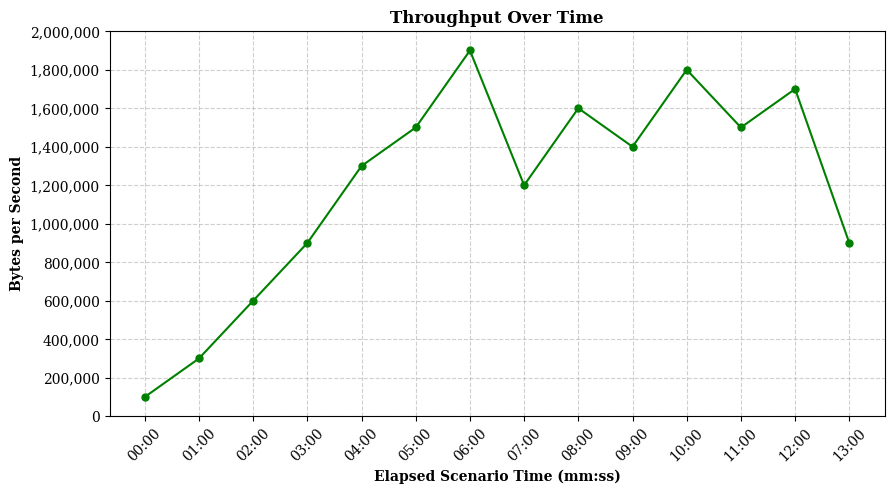 Throughput Over Time
2,000,000
1,800,000
1,600,000
1,400,000
1,200,000
1,000,000
800,000
600,000
400,000
200,000
0
Bytes per Second
00:00 01:00 02:00 03:00 04:00 05:00 06:00 07:00 08:00 09:00 10:00 11:00 12:00 13:00
Elapsed Scenario Time (mm:ss)